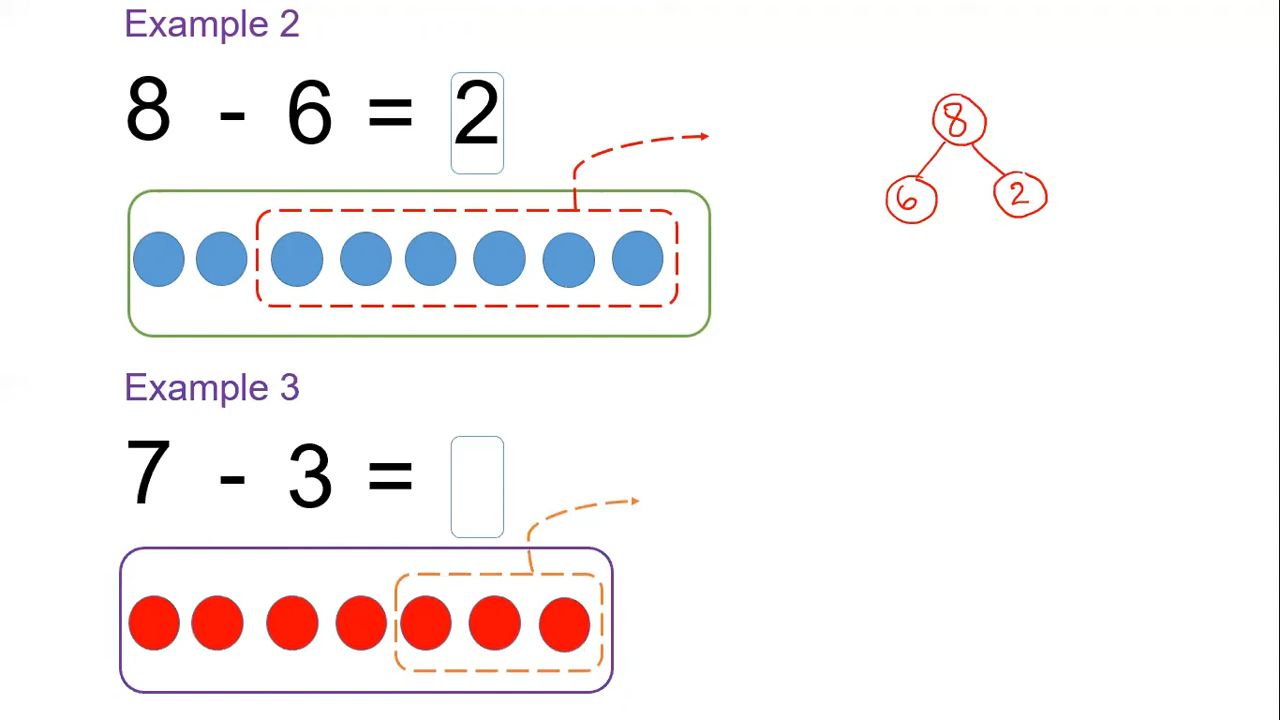 Example 2
8 - 6 = 2
8
6 2
Example 3
7 - 3 =